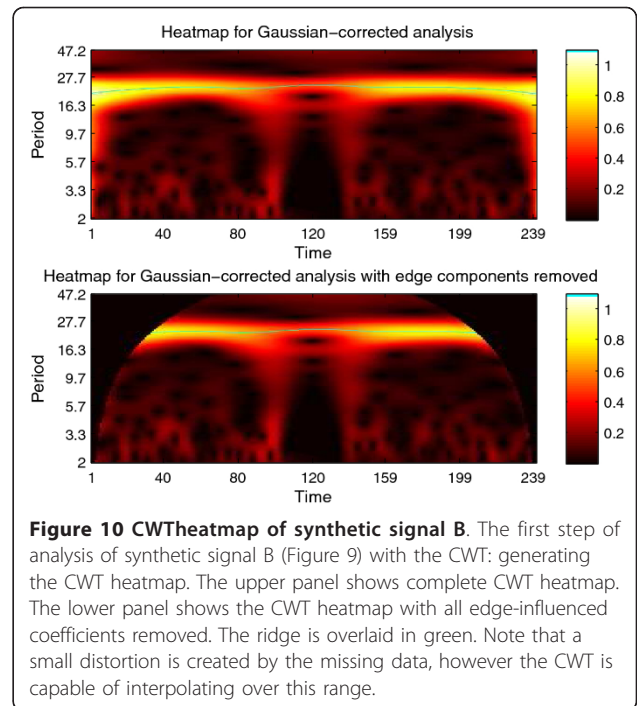 Heatmap for Gaussian-corrected analysis
47.2
27.7
16.3
9.7
5.7
3.3
2
Period
1 40 80 120 159 199 239
Time
1
0.8
0.6
0.4
0.2
Heatmap for Gaussian-corrected analysis with edge components removed
47.2
27.7
16.3
9.7
5.7
3.3
2
Period
1 40 80 120 159 199 239
Time
1
0.8
0.6
0.4
0.2
Figure 10 CWTheatmap of synthetic signal B. The first step of
analysis of synthetic signal B (Figure 9) with the CWT: generating
the CWT heatmap. The upper panel shows complete CWT heatmap.
The lower panel shows the CWT heatmap with all edge-influenced
coefficients removed. The ridge is overlaid in green. Note that a
small distortion is created by the missing data, however the CWT is
capable of interpolating over this range.